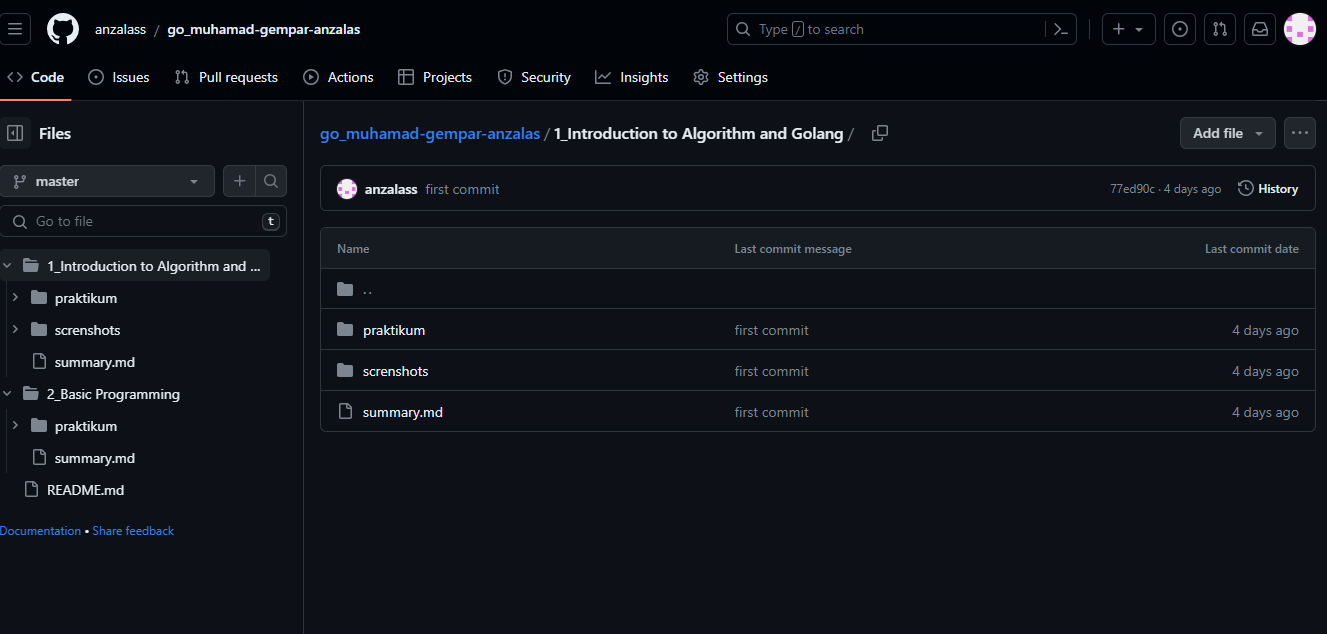 anzalass / go_muhamad-gempar-anzalas
Type / to search
Code Issues Pull requests Actions Projects Security Insights Settings
Files
master
Go to file t
1_Introduction to Algorithm and ...
praktikum
screnshots
summary.md
2_Basic Programming
praktikum
summary.md
README.md
Documentation • Share feedback
go_muhamad-gempar-anzalas / 1_Introduction to Algorithm and Golang /
Add file
anzalass first commit 77ed90c · 4 days ago History
Name Last commit message Last commit date
..
praktikum first commit 4 days ago
screnshots first commit 4 days ago
summary.md first commit 4 days ago